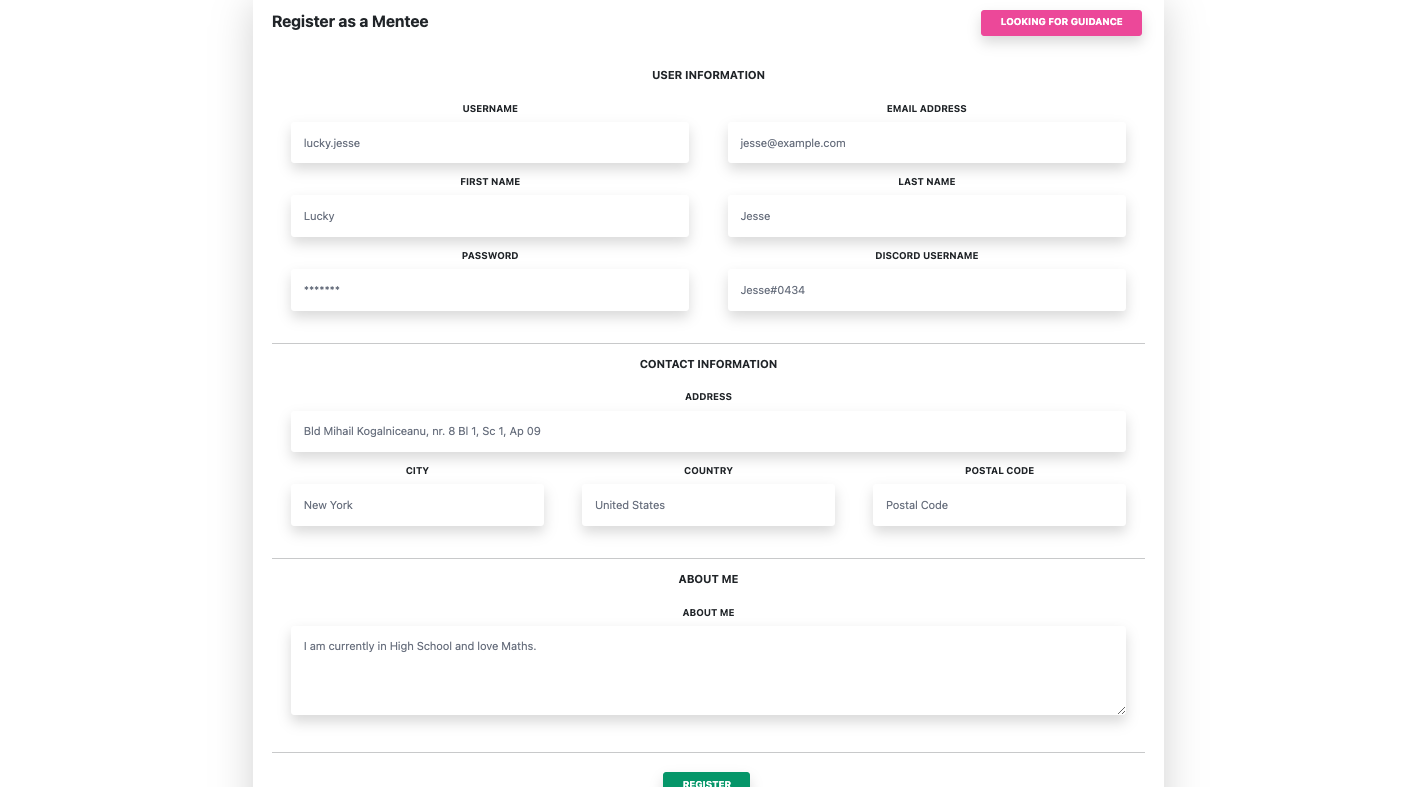 Register as a Mentee
LOOKING FOR GUIDANCE
USER INFORMATION
USERNAME
EMAIL ADDRESS
lucky.jesse
jesse@example.com
FIRST NAME
LAST NAME
Lucky
Jesse
PASSWORD
DISCORD USERNAME
*******
Jesse#0434
CONTACT INFORMATION
ADDRESS
Bld Mihail Kogalniceanu, nr. 8 Bl 1, Sc 1, Ap 09
CITY
COUNTRY
POSTAL CODE
New York
United States
Postal Code
ABOUT ME
ABOUT ME
I am currently in High School and love Maths.
REGISTER